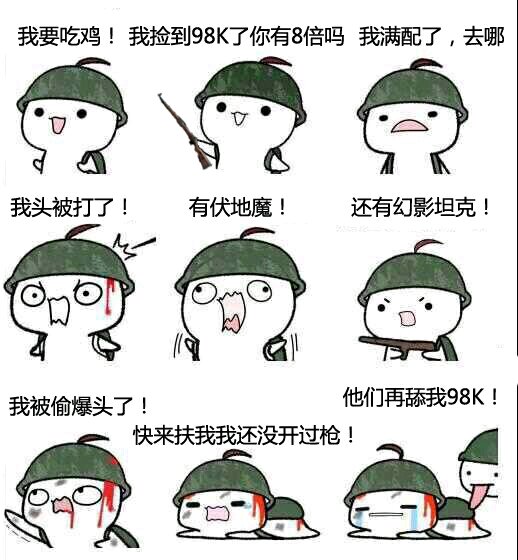 我要吃鸡！
我捡到98K了你有8倍吗
我满配了，去哪
我头被打了！
有伏地魔！
还有幻影坦克！
我被偷爆头了！
快来扶我我还没开过枪！
他们再舔我98K！